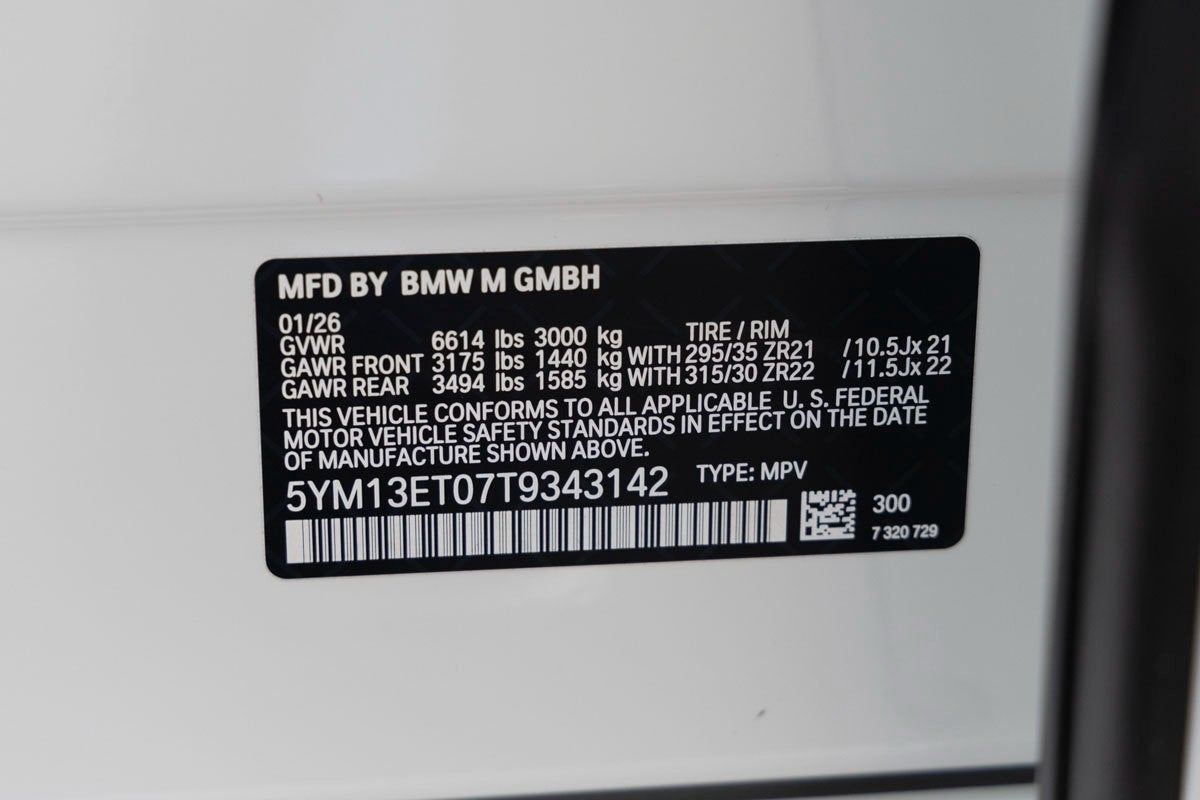 MFD BY BMW M GMBH
01/26
TIRE / RIM
GVWR 6614 lbs 3000 kg
GAWR FRONT 3175 lbs 1440 kg WITH 295/35 ZR21 /10.5Jx 21
GAWR REAR 3494 lbs 1585 kg WITH 315/30 ZR22 /11.5Jx 22
THIS VEHICLE CONFORMS TO ALL APPLICABLE U. S. FEDERAL
MOTOR VEHICLE SAFETY STANDARDS IN EFFECT ON THE DATE
OF MANUFACTURE SHOWN ABOVE.
5YM13ET07T9343142 TYPE: MPV
300
7 320 729